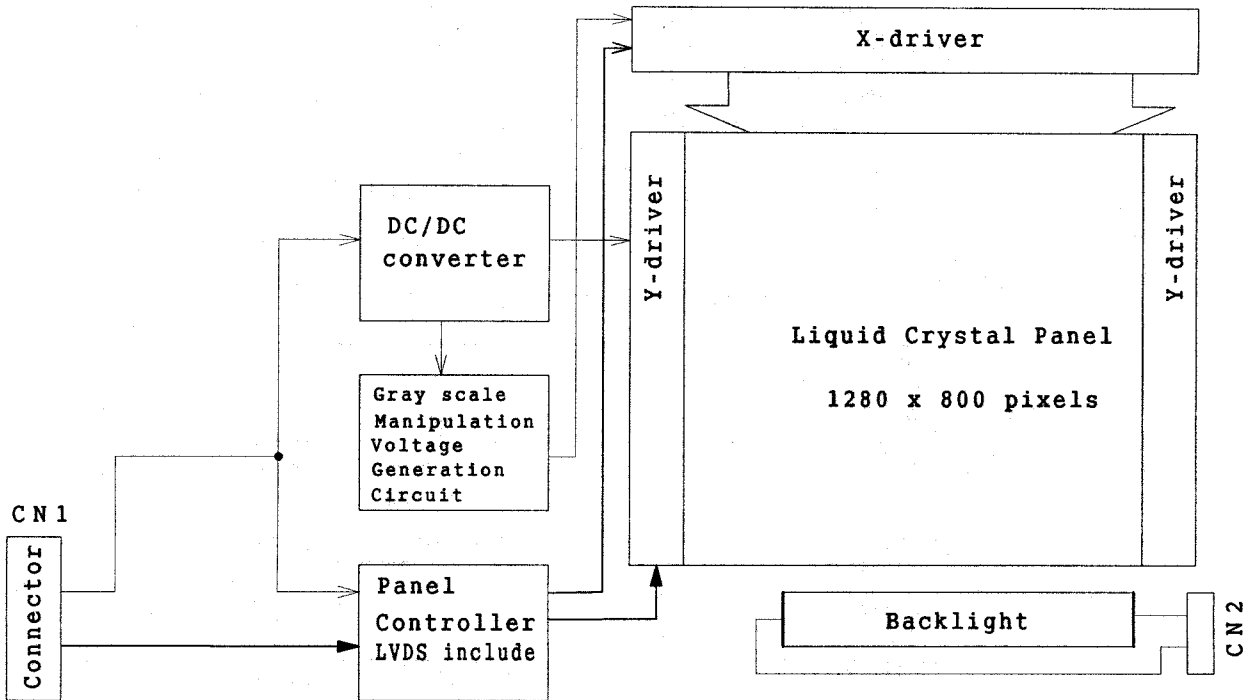 X-driver
Y-driver
Y-driver
DC/DC
converter
Liquid Crystal Panel
1280 x 800 pixels
Gray scale
Manipulation
Voltage
Generation
Circuit
CN1
Connector
Panel
Controller
LVDS include
Backlight
CN2